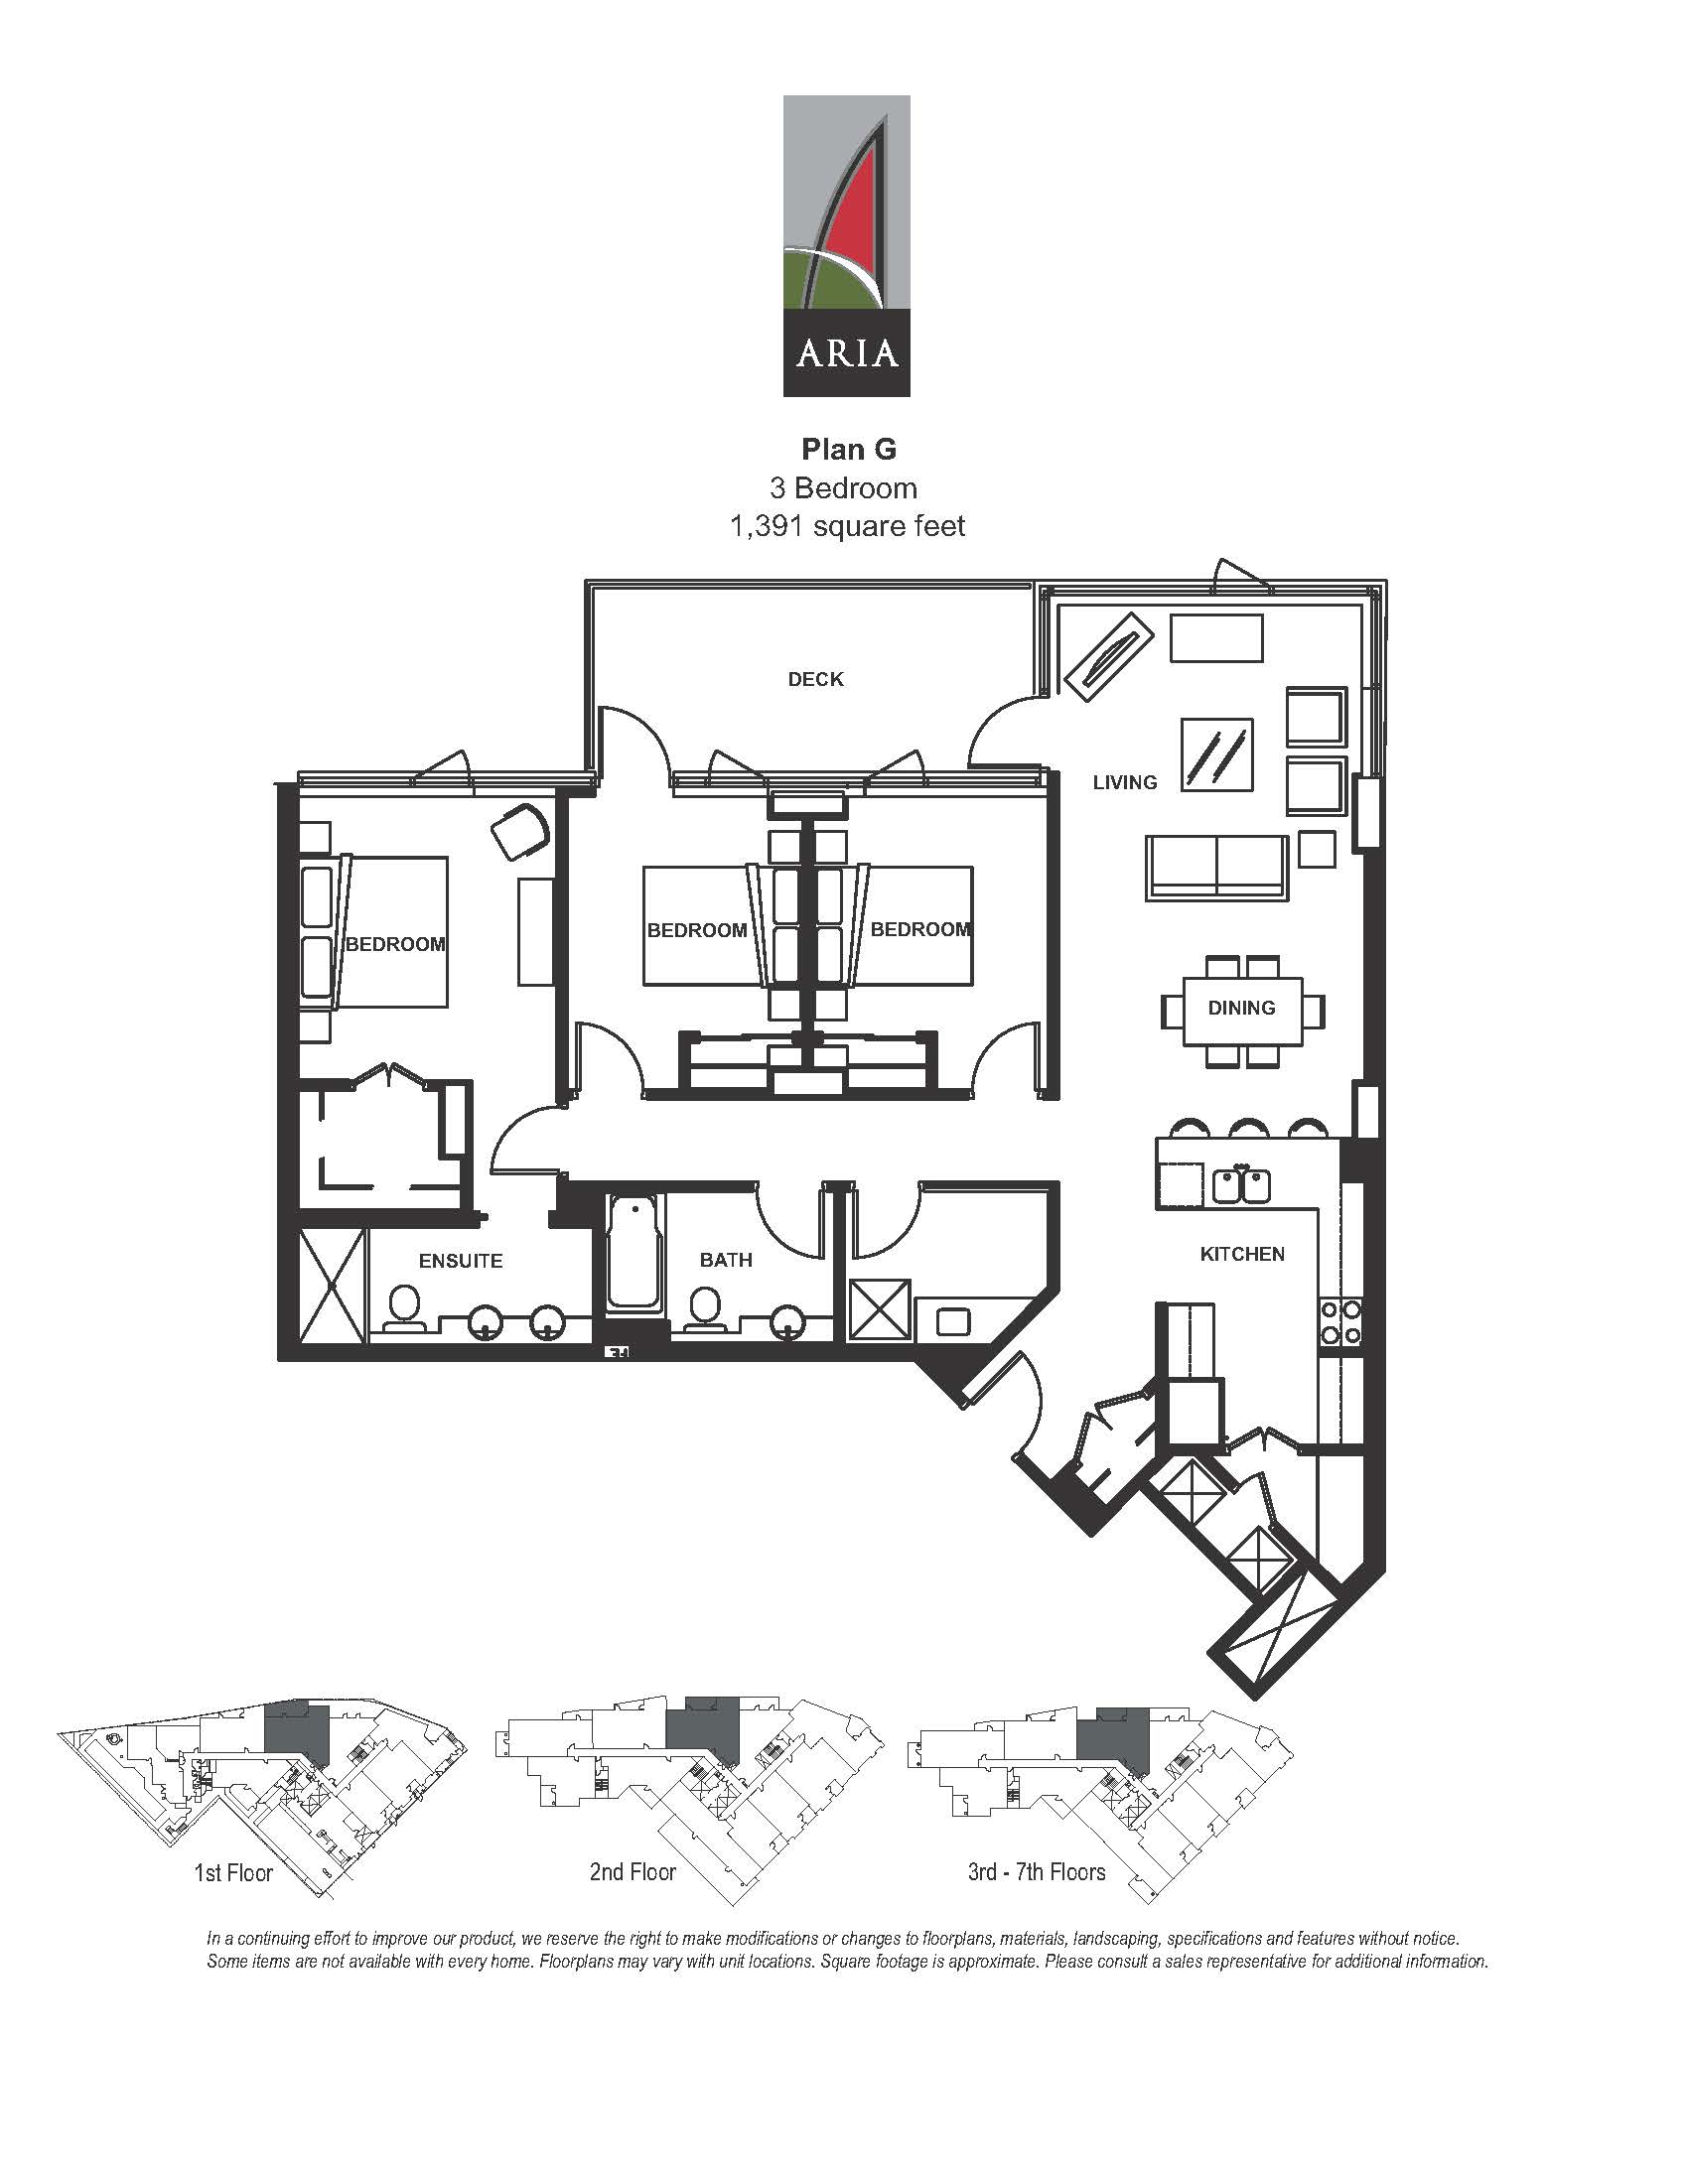 ARIA
Plan G
3 Bedroom
1,391 square feet
DECK
LIVING
BEDROOM
BEDROOM
BEDROOM
DINING
ENSUITE
BATH
KITCHEN
1st Floor
2nd Floor
3rd - 7th Floors
In a continuing effort to improve our product, we reserve the right to make modifications or changes to floorplans, materials, landscaping, specifications and features without notice.
Some items are not available with every home. Floorplans may vary with unit locations. Square footage is approximate. Please consult a sales representative for additional information.